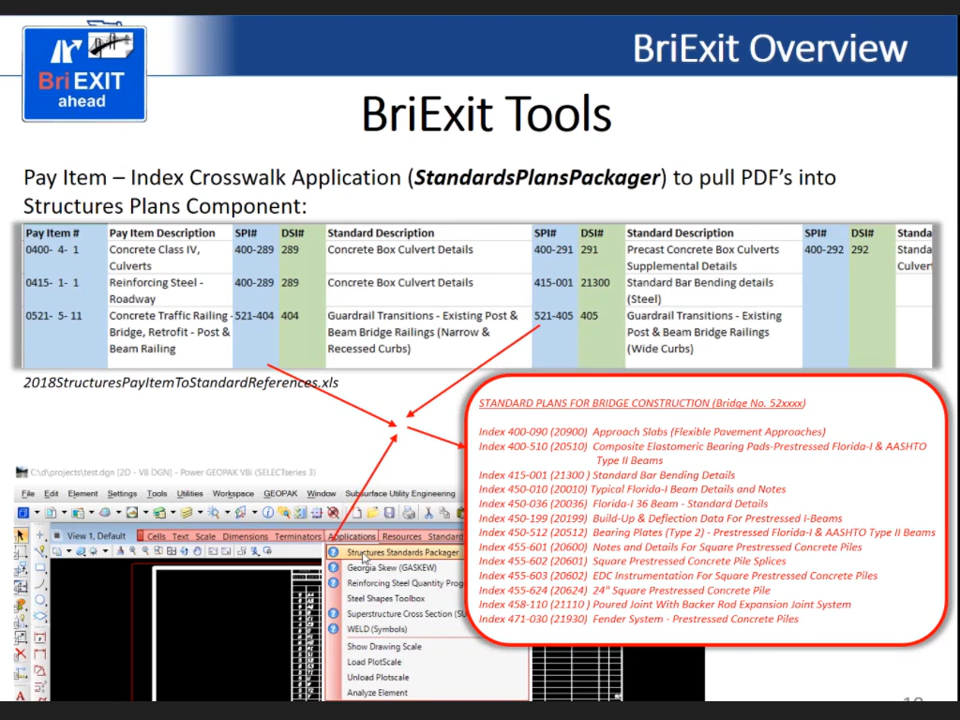 BriExit Overview
BriEXIT
ahead
BriExit Tools
Pay Item – Index Crosswalk Application (StandardsPlansPackager) to pull PDF's into
Structures Plans Component:
Pay Item # Pay Item Description SPI# DSI# Standard Description SPI# DSI# Standard Description SPI# DSI# Standa
0400- 4- 1 Concrete Class IV, 400-289 289 Concrete Box Culvert Details 400-291 291 Precast Concrete Box Culverts 400-292 292 Standa
Culverts Supplemental Details Culver
0415- 1- 1 Reinforcing Steel - 400-289 289 Concrete Box Culvert Details 415-001 21300 Standard Bar Bending details
Roadway (Steel)
0521- 5- 11 Concrete Traffic Railing - 521-404 404 Guardrail Transitions - Existing Post & 521-405 405 Guardrail Transitions - Existing
Bridge, Retrofit - Post & Beam Bridge Railings (Narrow & Post & Beam Bridge Railings
Beam Railing Recessed Curbs) (Wide Curbs)
2018StructuresPayItemToStandardReferences.xls
STANDARD PLANS FOR BRIDGE CONSTRUCTION (Bridge No. 52xxxx)
Index 400-090 (20900) Approach Slabs (Flexible Pavement Approaches)
Index 400-510 (20510) Composite Elastomeric Bearing Pads-Prestressed Florida-I & AASHTO
Type II Beams
Index 415-001 (21300 ) Standard Bar Bending Details
Index 450-010 (20010) Typical Florida-I Beam Details and Notes
Index 450-036 (20036) Florida-I 36 Beam - Standard Details
Index 450-199 (20199) Build-Up & Deflection Data For Prestressed I-Beams
Index 450-512 (20512) Bearing Plates (Type 2) - Prestressed Florida-I & AASHTO Type II Beams
Index 455-601 (20600) Notes and Details For Square Prestressed Concrete Piles
Index 455-602 (20601) Square Prestressed Concrete Pile Splices
Index 455-603 (20602) EDC Instrumentation For Square Prestressed Concrete Piles
Index 455-624 (20624) 24" Square Prestressed Concrete Pile
Index 458-110 (21110 ) Poured Joint With Backer Rod Expansion Joint System
Index 471-030 (21930) Fender System - Prestressed Concrete Piles
C:\d\projects\test.dgn [2D - V8 DGN] - Power GEOPAK V8i (SELECTseries 3)
File Edit Element Settings Tools Utilities Workspace GEOPAK Window Subsurface Utility Engineering
View 1, Default Cells Text Scale Dimensions Terminators Applications Resources Standard
Structures Standards Packager
Georgia Skew (GASKEW)
Reinforcing Steel Quantity Prog
Steel Shapes Toolbox
Superstructure Cross Section (SU
WELD (Symbols)
Show Drawing Scale
Load PlotScale
Unload Plotscale
Analyze Element